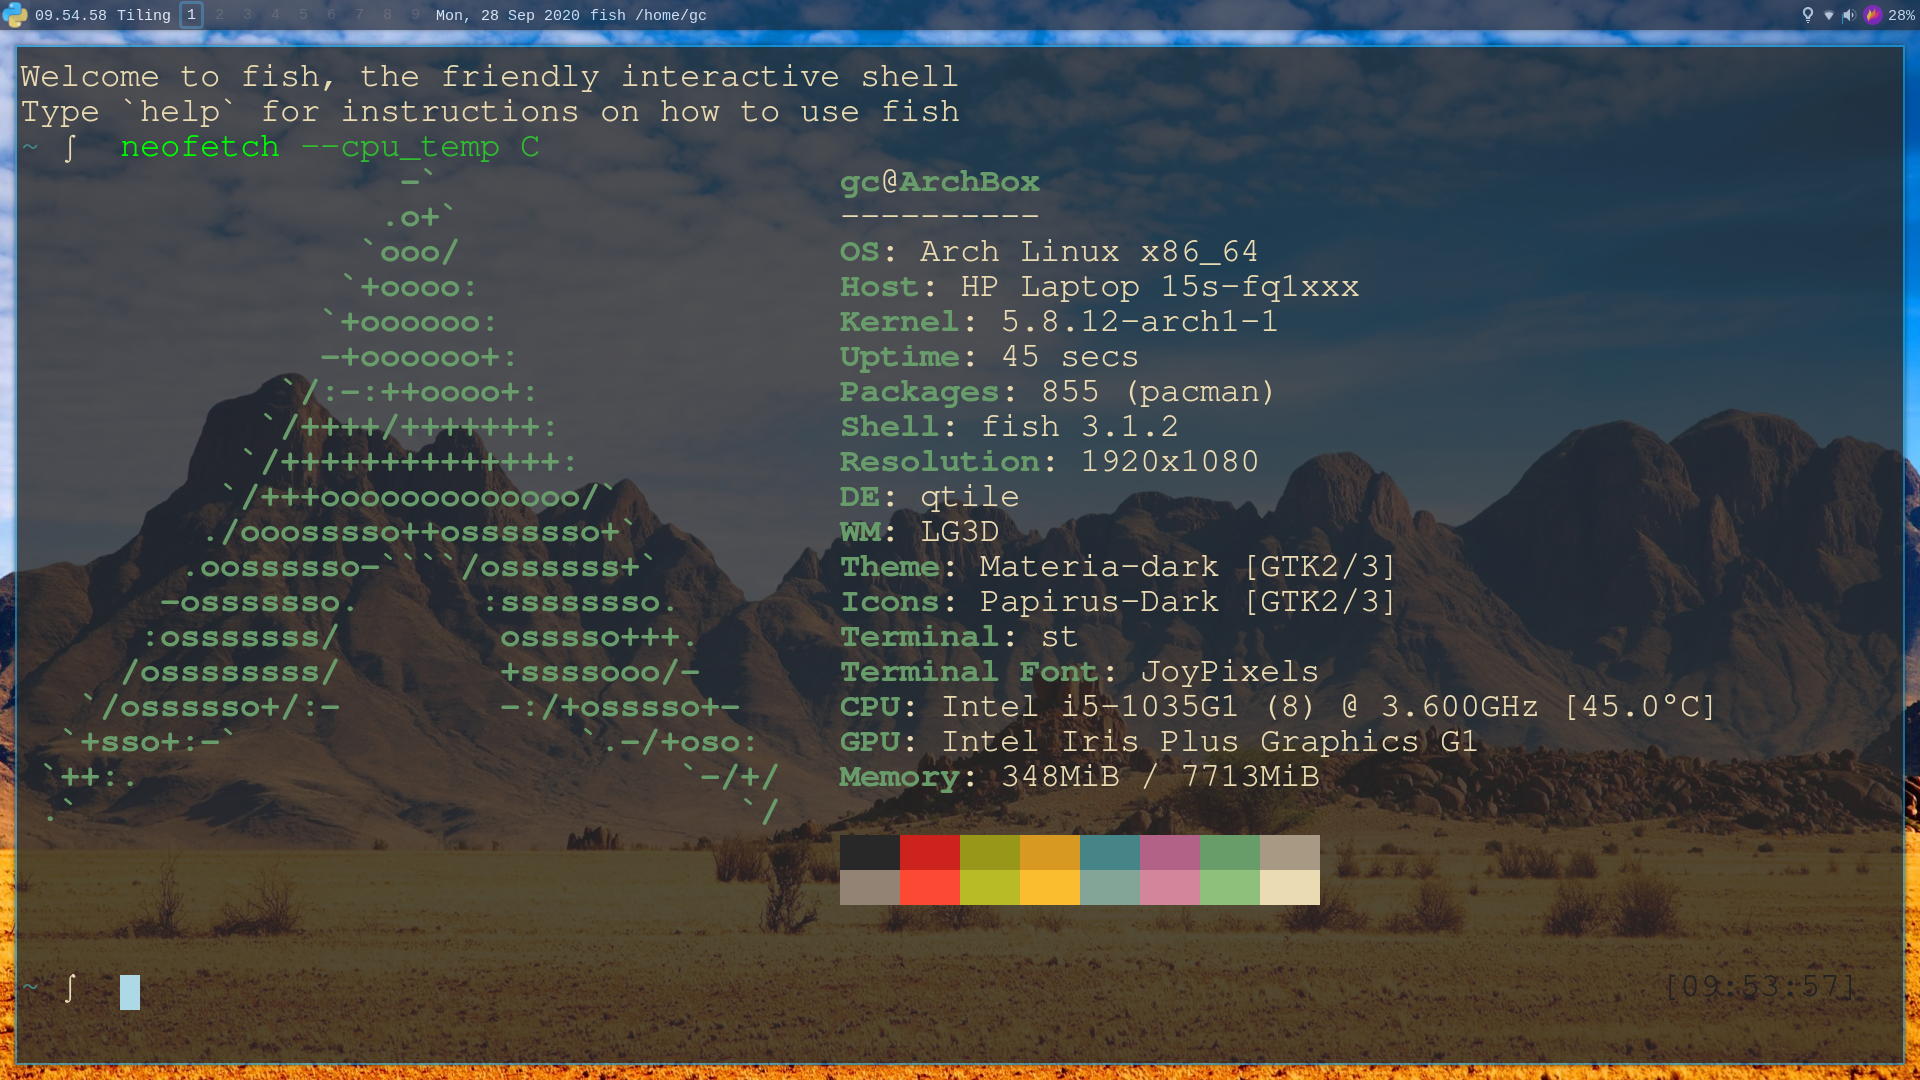 09.54.58 Tiling 1 2 3 4 5 6 7 8 9 Mon, 28 Sep 2020 fish /home/gc 28%
Welcome to fish, the friendly interactive shell
Type `help` for instructions on how to use fish
~ ∫  neofetch --cpu_temp C
                   -`
                  .o+`
                 `ooo/
                `+oooo:
               `+oooooo:
               -+oooooo+:
             `/:-:++oooo+:
            `/++++/+++++++:
           `/++++++++++++++:
          `/+++ooooooooooooo/`
         ./ooosssso++osssssso+`
        .oossssso-````/ossssss+`
       -osssssso.      :ssssssso.
      :osssssss/        osssso+++.
     /ossssssss/        +ssssooo/-
   `/ossssso+/:-        -:/+osssso+-
  `+sso+:-`                 `.-/+oso:
 `++:.                           `-/+/
 .`                                 `/
gc@ArchBox
----------
OS: Arch Linux x86_64
Host: HP Laptop 15s-fq1xxx
Kernel: 5.8.12-arch1-1
Uptime: 45 secs
Packages: 855 (pacman)
Shell: fish 3.1.2
Resolution: 1920x1080
DE: qtile
WM: LG3D
Theme: Materia-dark [GTK2/3]
Icons: Papirus-Dark [GTK2/3]
Terminal: st
Terminal Font: JoyPixels
CPU: Intel i5-1035G1 (8) @ 3.600GHz [45.0°C]
GPU: Intel Iris Plus Graphics G1
Memory: 348MiB / 7713MiB
~ ∫ [09:53:57]